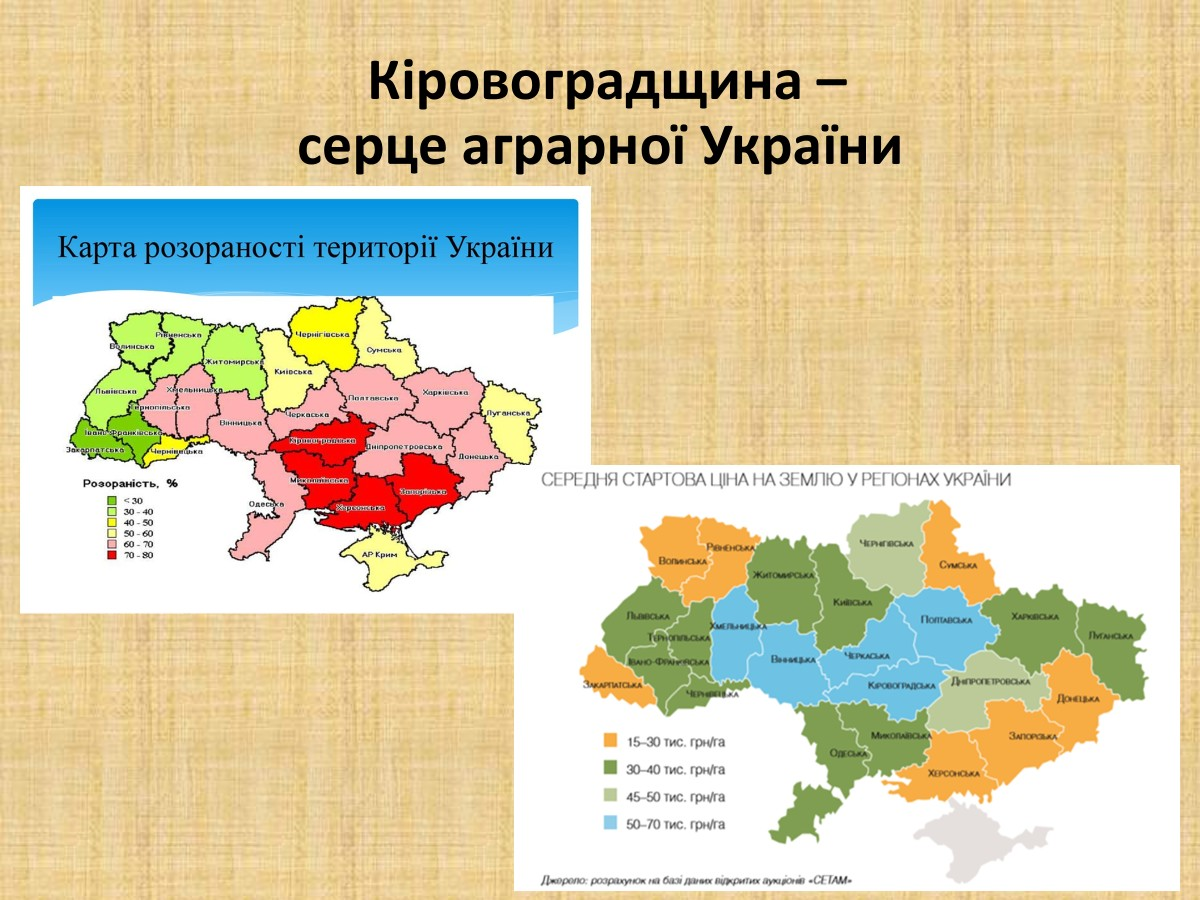 Кіровоградщина –
серце аграрної України
Карта розораності території України
Волинська
Рівненська
Житомирська
Чернігівська
Сумська
Київська
Львівська
Хмельницька
Тернопільська
Полтавська
Харківська
Луганська
Черкаська
Вінницька
Івано-Франківська
Закарпатська
Чернівецька
Кіровоградська
Дніпропетровська
Донецька
Миколаївська
Запорізька
Одеська
Херсонська
АР Крим
Розораність, %
< 30
30 - 40
40 - 50
50 - 60
60 - 70
70 - 80
СЕРЕДНЯ СТАРТОВА ЦІНА НА ЗЕМЛЮ У РЕГІОНАХ УКРАЇНИ
ВОЛИНСЬКА
РІВНЕНСЬКА
ЖИТОМИРСЬКА
ЧЕРНІГІВСЬКА
СУМСЬКА
КИЇВСЬКА
ЛЬВІВСЬКА
ТЕРНОПІЛЬСЬКА
ХМЕЛЬНИЦЬКА
ПОЛТАВСЬКА
ХАРКІВСЬКА
ЛУГАНСЬКА
ІВАНО-ФРАНКІВСЬКА
ВІННИЦЬКА
ЧЕРКАСЬКА
ЗАКАРПАТСЬКА
ЧЕРНІВЕЦЬКА
КІРОВОГРАДСЬКА
ДНІПРОПЕТРОВСЬКА
ДОНЕЦЬКА
ОДЕСЬКА
МИКОЛАЇВСЬКА
ЗАПОРІЗЬКА
ХЕРСОНСЬКА
15–30 тис. грн/га
30–40 тис. грн/га
45–50 тис. грн/га
50–70 тис. грн/га
Джерело: розрахунок на базі даних відкритих аукціонів «СЕТАМ»